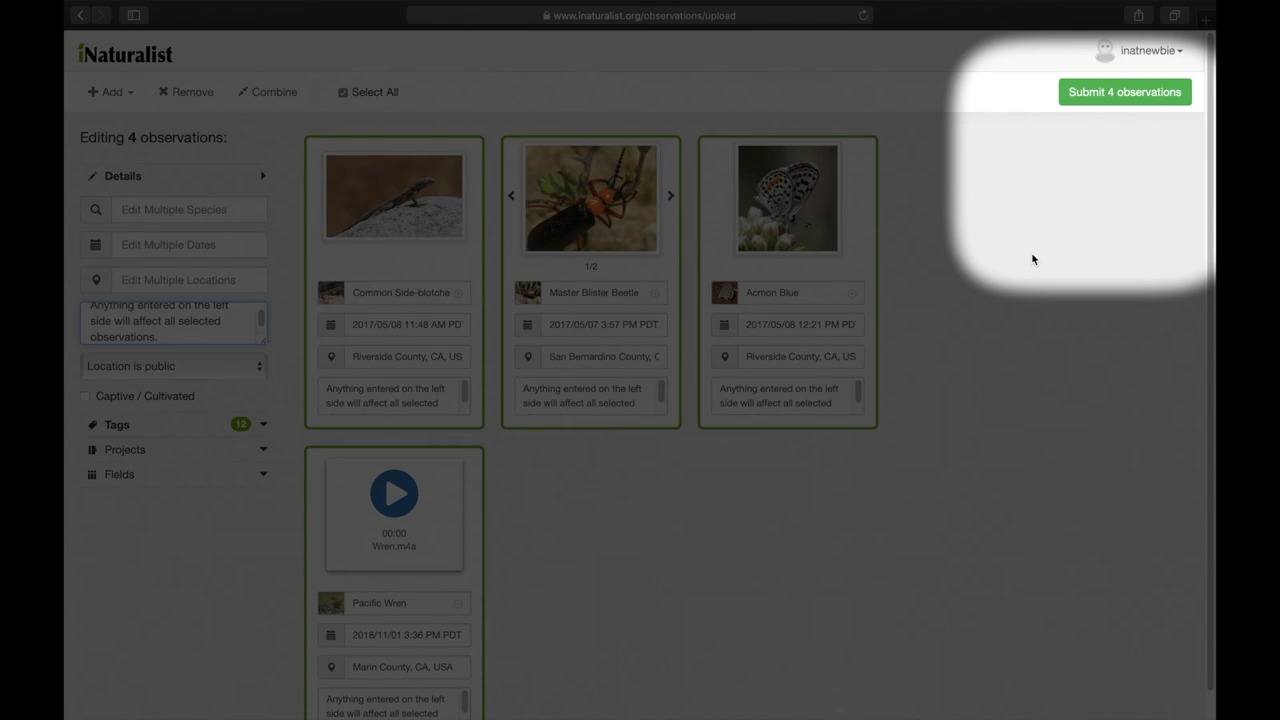 www.inaturalist.org/observations/upload
iNaturalist
inatnewbie
Add
Remove
Combine
Select All
Submit 4 observations
Editing 4 observations:
Details
Edit Multiple Species
Edit Multiple Dates
Edit Multiple Locations
Anything entered on the left
side will affect all selected
observations.
Location is public
Captive / Cultivated
Tags
12
Projects
Fields
Common Side-blotche
2017/05/08 11:48 AM PD
Riverside County, CA, US
Anything entered on the left
side will affect all selected
1/2
Master Blister Beetle
2017/05/07 3:57 PM PDT
San Bernardino County, C
Anything entered on the left
side will affect all selected
Acmon Blue
2017/05/08 12:21 PM PD
Riverside County, CA, US
Anything entered on the left
side will affect all selected
00:00
Wren.m4a
Pacific Wren
2018/11/01 3:36 PM PDT
Marin County, CA, USA
Anything entered on the left
side will affect all selected